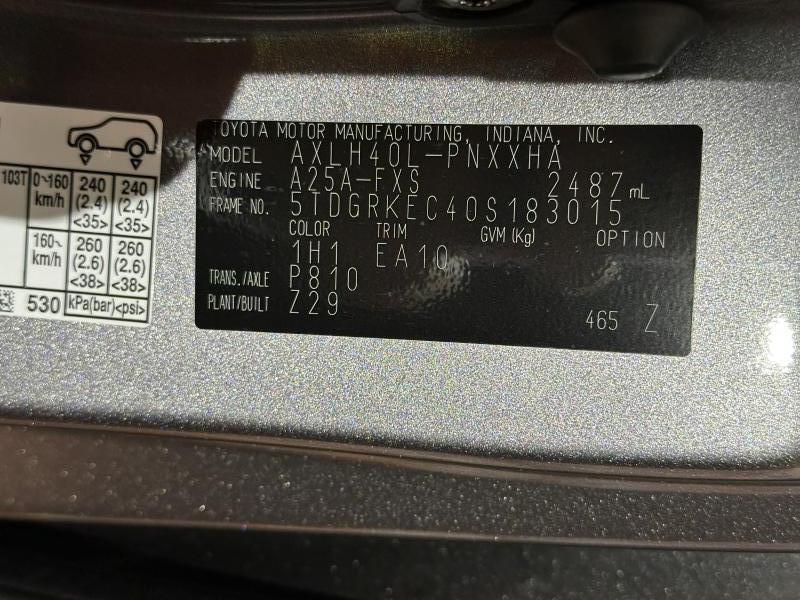 103T 0~160 km/h 240 (2.4) <35> 240 (2.4) <35>
160~ km/h 260 (2.6) <38> 260 (2.6) <38>
530 kPa(bar)<psi>
TOYOTA MOTOR MANUFACTURING, INDIANA, INC.
MODEL AXLH40L-PNXXHA
ENGINE A25A-FXS 2487 mL
FRAME NO. 5TDGRKEC40S183015
COLOR TRIM GVM (Kg) OPTION
1H1 EA10
TRANS./AXLE P810
PLANT/BUILT Z29
465 Z